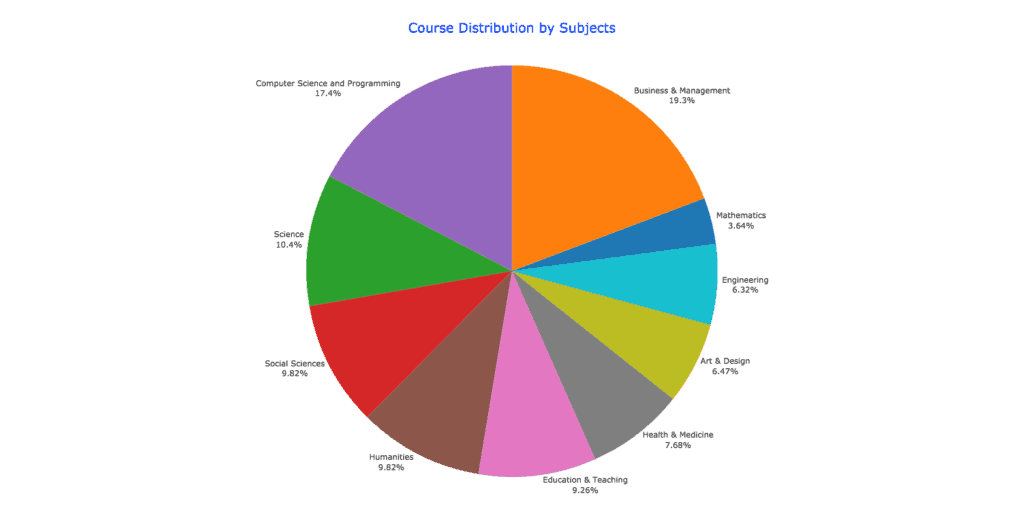 Course Distribution by Subjects
Computer Science and Programming
17.4%
Business & Management
19.3%
Mathematics
3.64%
Science
10.4%
Engineering
6.32%
Social Sciences
9.82%
Art & Design
6.47%
Health & Medicine
7.68%
Humanities
9.82%
Education & Teaching
9.26%